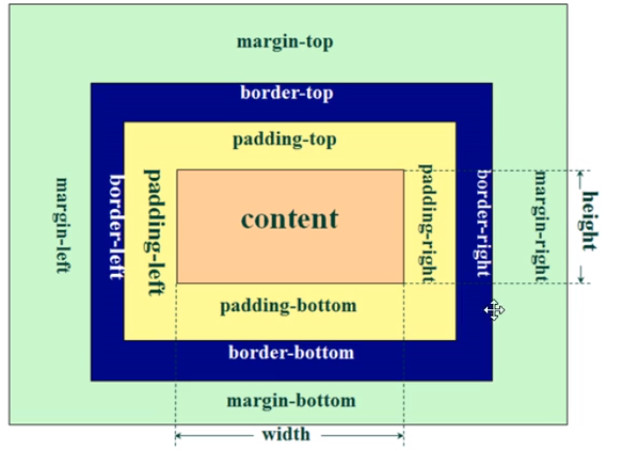 margin-top
border-top
padding-top
margin-left
border-left
padding-left
content
padding-right
border-right
margin-right
height
padding-bottom
border-bottom
margin-bottom
width